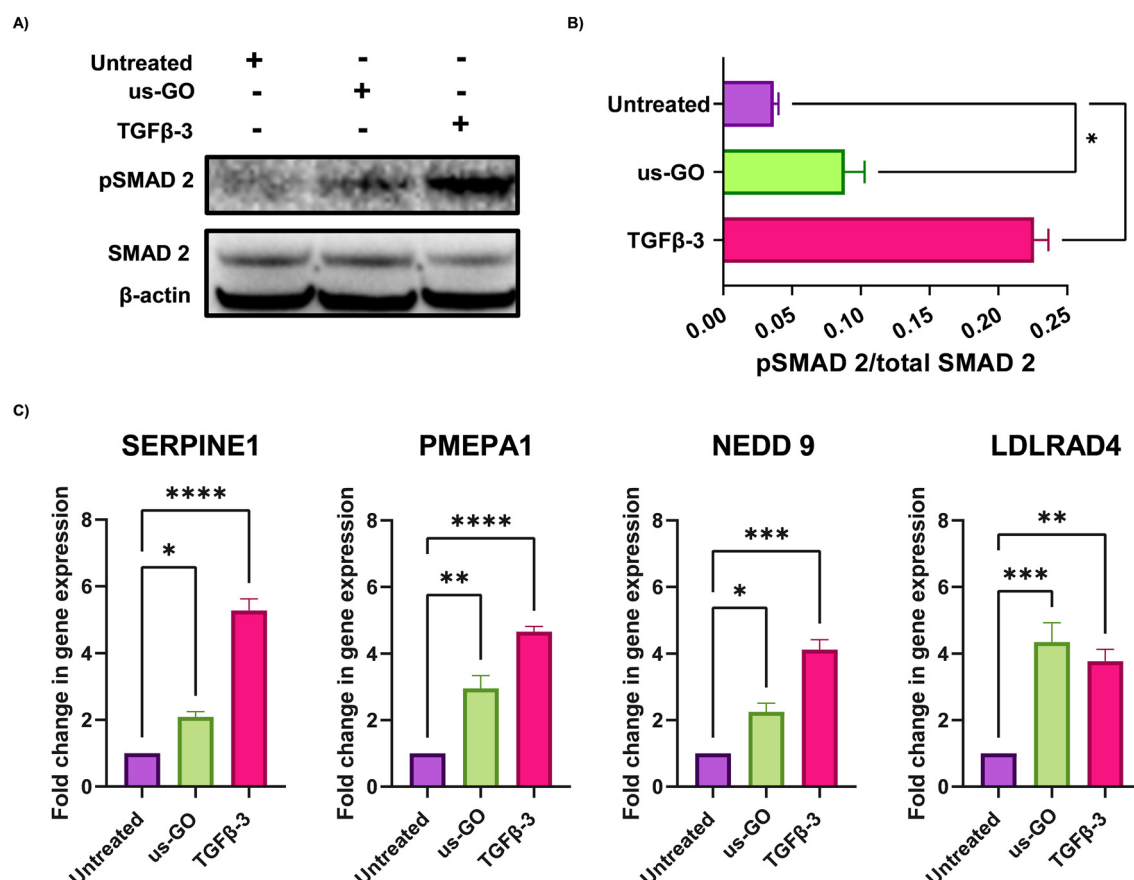 A)
Untreated + - -
us-GO - + -
TGFβ-3 - - +
pSMAD 2
SMAD 2
β-actin
B)
Untreated
us-GO
TGFβ-3
*
0.00 0.05 0.10 0.15 0.20 0.25
pSMAD 2/total SMAD 2
C)
SERPINE1
Fold change in gene expression
8
6
4
2
0
****
*
Untreated
us-GO
TGFβ-3
PMEPA1
Fold change in gene expression
8
6
4
2
0
****
**
Untreated
us-GO
TGFβ-3
NEDD 9
Fold change in gene expression
8
6
4
2
0
***
*
Untreated
us-GO
TGFβ-3
LDLRAD4
Fold change in gene expression
8
6
4
2
0
**
***
Untreated
us-GO
TGFβ-3